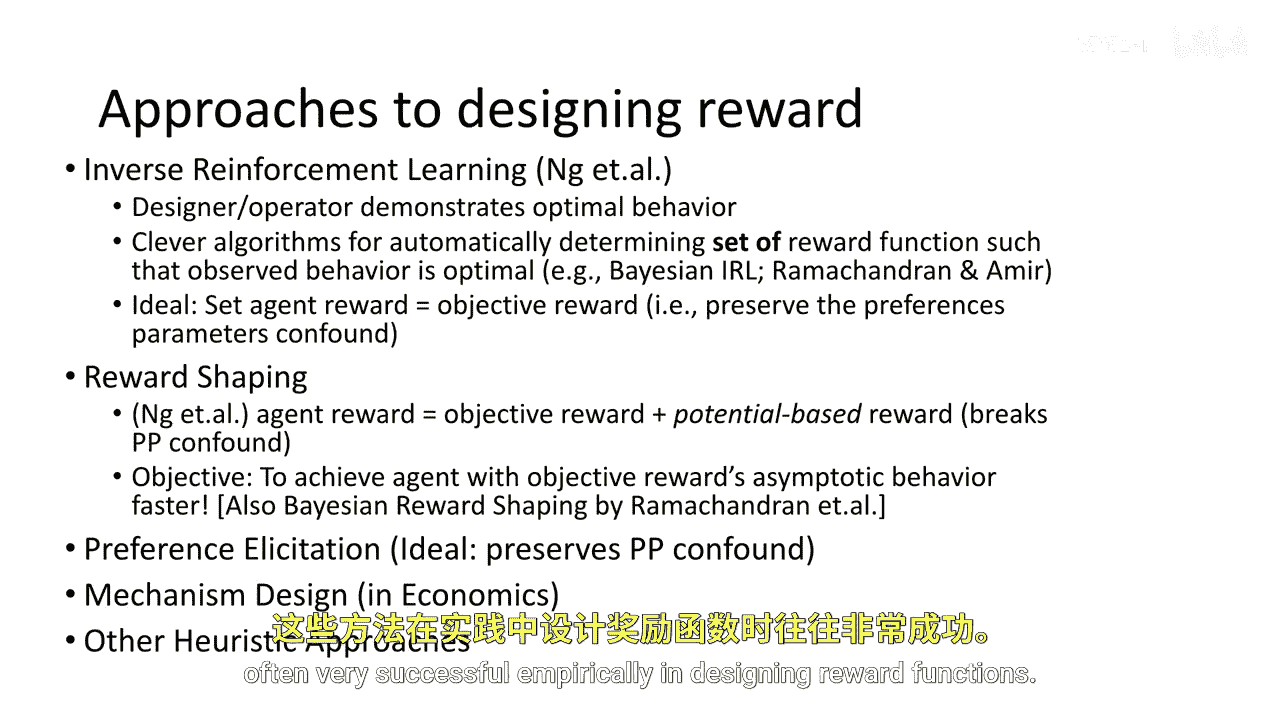 Approaches to designing reward
• Inverse Reinforcement Learning (Ng et.al.)
• Designer/operator demonstrates optimal behavior
• Clever algorithms for automatically determining set of reward function such
that observed behavior is optimal (e.g., Bayesian IRL; Ramachandran & Amir)
• Ideal: Set agent reward = objective reward (i.e., preserve the preferences
parameters confound)
• Reward Shaping
• (Ng et.al.) agent reward = objective reward + potential-based reward (breaks
PP confound)
• Objective: To achieve agent with objective reward’s asymptotic behavior
faster! [Also Bayesian Reward Shaping by Ramachandran et.al.]
• Preference Elicitation (Ideal: preserves PP confound)
• Mechanism Design (in Economics)
• Other Heuristic Approaches
这些方法在实践中设计奖励函数时往往非常成功。
often very successful empirically in designing reward functions.